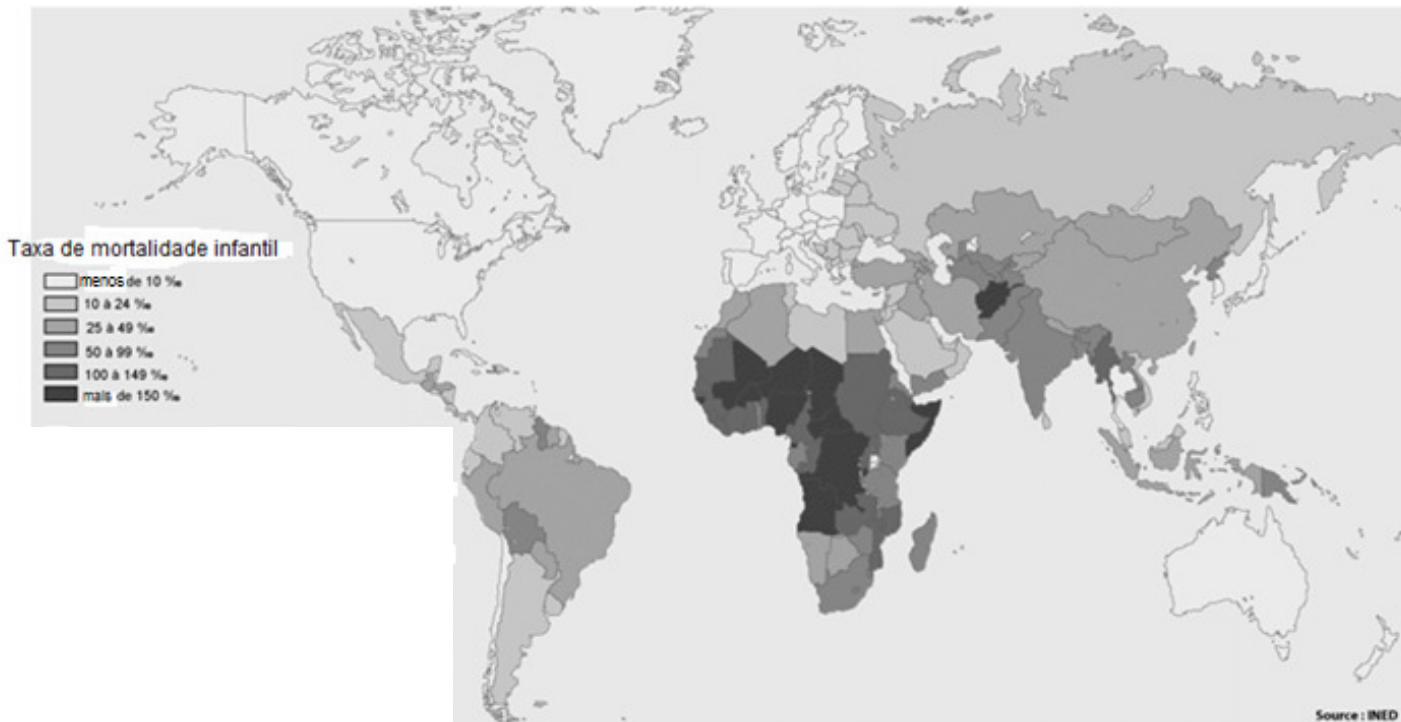 Taxa de mortalidade infantil
menos de 10 ‰
10 à 24 ‰
25 à 49 ‰
50 à 99 ‰
100 à 149 ‰
mais de 150 ‰
Source : INED